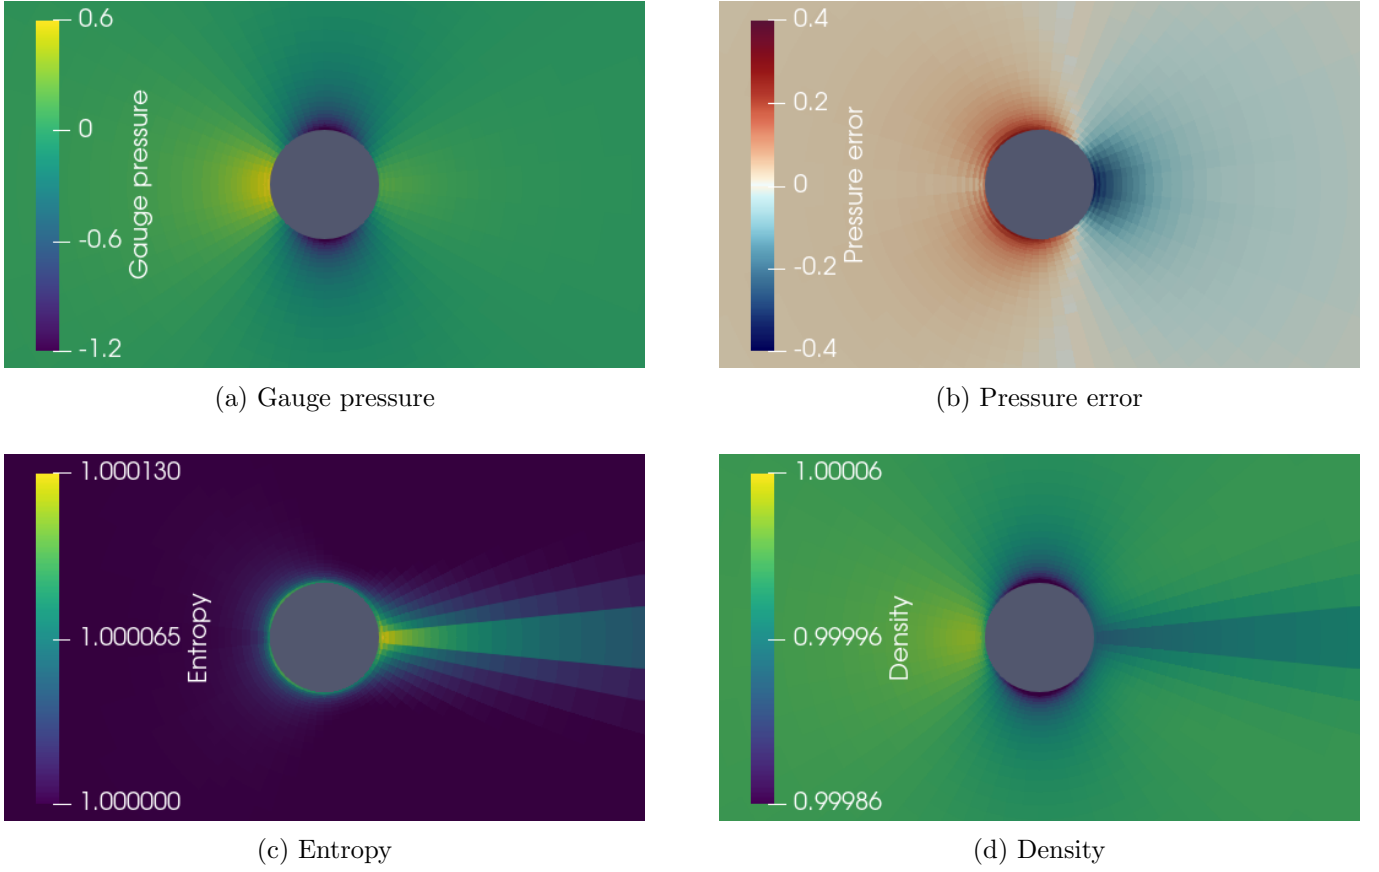 0.6
0
-0.6
-1.2
Gauge pressure
0.4
0.2
0
-0.2
-0.4
Pressure error
(a) Gauge pressure
(b) Pressure error
1.000130
1.000065
1.000000
Entropy
1.00006
0.99996
0.99986
Density
(c) Entropy
(d) Density